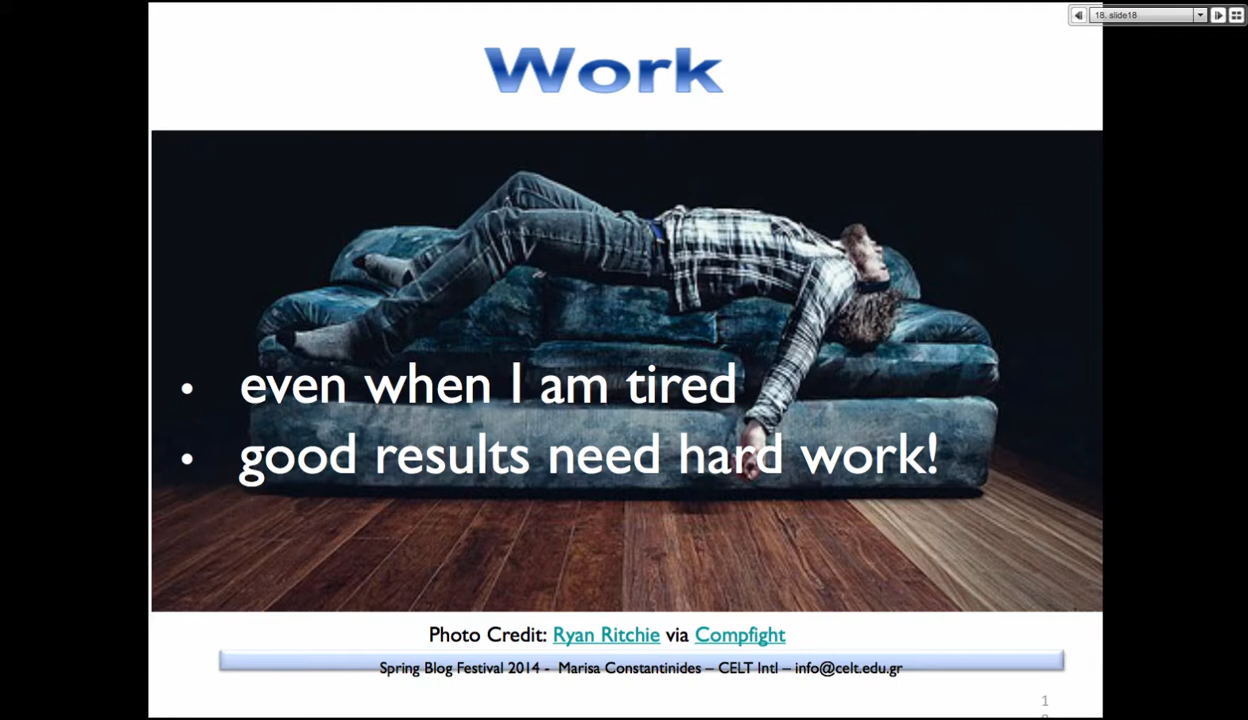 18. slide18
Work
• even when I am tired
• good results need hard work!
Photo Credit: Ryan Ritchie via Compfight
Spring Blog Festival 2014 - Marisa Constantinides – CELT Intl – info@celt.edu.gr
1